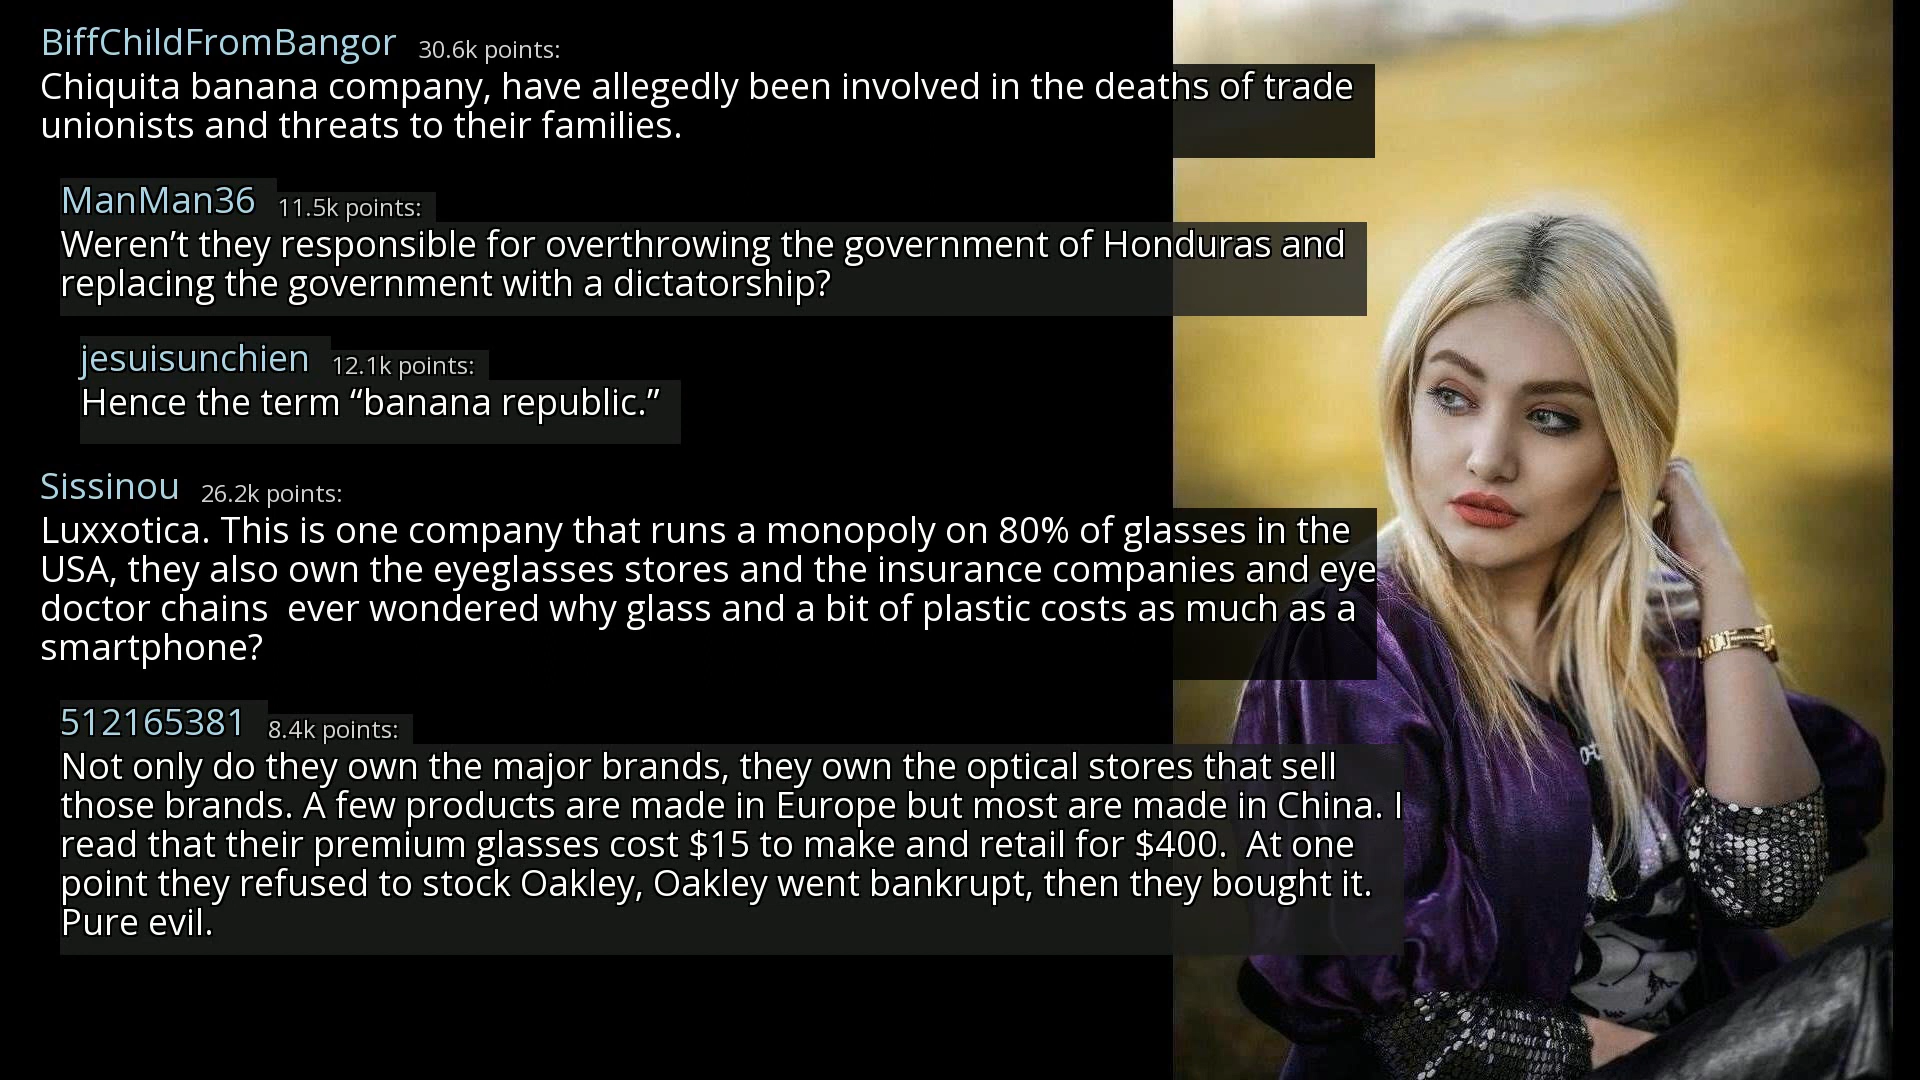 BiffChildFromBangor 30.6k points:
Chiquita banana company, have allegedly been involved in the deaths of trade
unionists and threats to their families.
ManMan36 11.5k points:
Weren’t they responsible for overthrowing the government of Honduras and
replacing the government with a dictatorship?
jesuisunchien 12.1k points:
Hence the term “banana republic.”
Sissinou 26.2k points:
Luxxotica. This is one company that runs a monopoly on 80% of glasses in the
USA, they also own the eyeglasses stores and the insurance companies and eye
doctor chains  ever wondered why glass and a bit of plastic costs as much as a
smartphone?
512165381 8.4k points:
Not only do they own the major brands, they own the optical stores that sell
those brands. A few products are made in Europe but most are made in China. I
read that their premium glasses cost $15 to make and retail for $400.  At one
point they refused to stock Oakley, Oakley went bankrupt, then they bought it.
Pure evil.